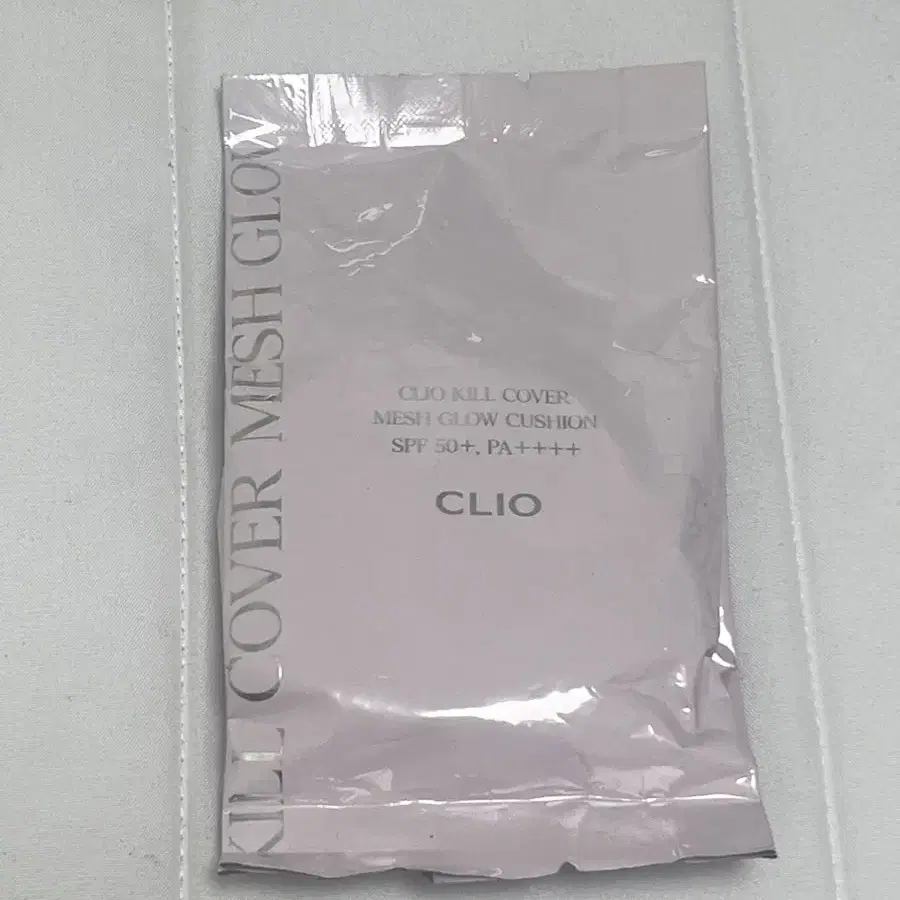 KILL COVER MESH GLOW
CLIO KILL COVER
MESH GLOW CUSHION
SPF 50+, PA++++
CLIO